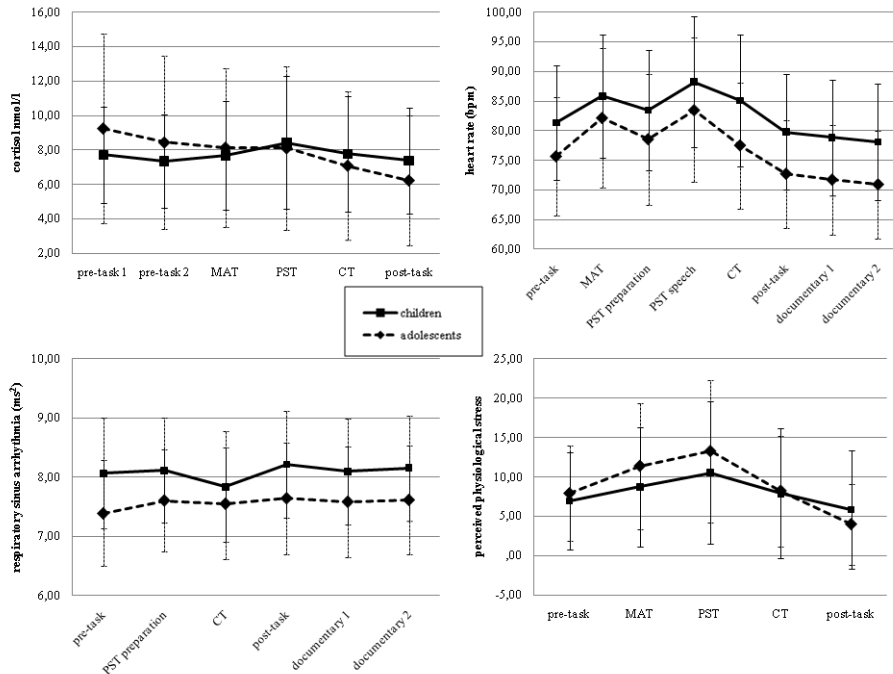 16,00
14,00
12,00
10,00
8,00
6,00
4,00
2,00
cortisol nmol/l
pre-task 1 pre-task 2 MAT PST CT post-task
100,00
95,00
90,00
85,00
80,00
75,00
70,00
65,00
60,00
heart rate (bpm)
pre-task MAT PST preparation PST speech CT post-task documentary 1 documentary 2
children
adolescents
10,00
9,00
8,00
7,00
6,00
respiratory sinus arrhythmia (ms²)
pre-task PST preparation CT post-task documentary 1 documentary 2
25,00
20,00
15,00
10,00
5,00
,00
-5,00
perceived physiological stress
pre-task MAT PST CT post-task